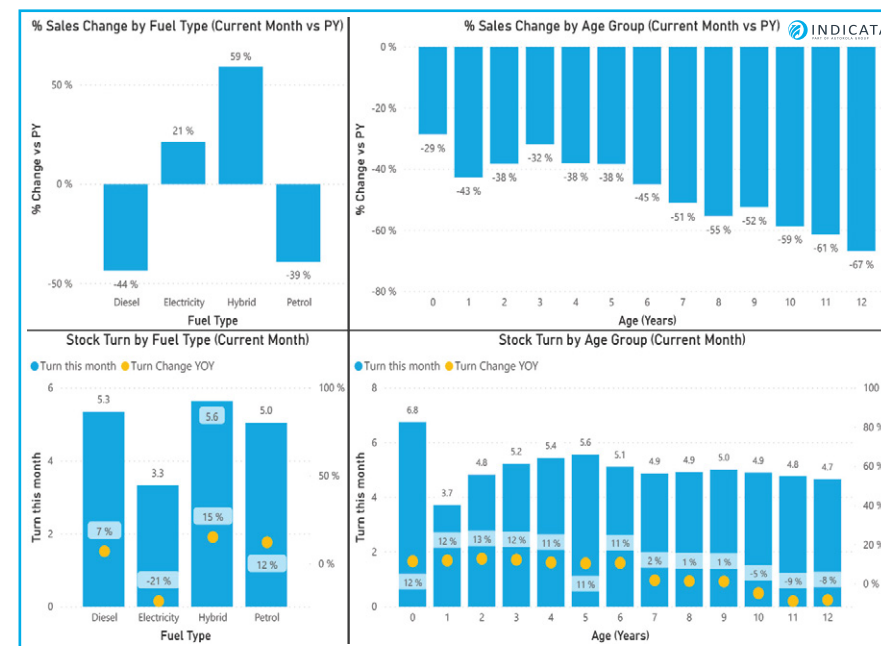 % Sales Change by Fuel Type (Current Month vs PY)
59 %
50 %
21 %
% Change vs PY
0 %
-39 %
-50 %
-44 %
Diesel Electricity Hybrid Petrol
Fuel Type
% Sales Change by Age Group (Current Month vs PY)
INDICATA
PART OF AUTOROLA GROUP
0 %
-20 %
-29 %
-32 %
% Change vs PY
-40 %
-43 %
-38 %
-38 %
-38 %
-45 %
-51 %
-55 %
-52 %
-60 %
-59 %
-61 %
-67 %
-80 %
0 1 2 3 4 5 6 7 8 9 10 11 12
Age (Years)
Stock Turn by Fuel Type (Current Month)
Turn this month Turn Change YOY
6
100 %
5.3
5.6
5.0
4
3.3
50 %
Turn this month
2
7 %
15 %
0 %
-21 %
12 %
0
Diesel Electricity Hybrid Petrol
Fuel Type
Stock Turn by Age Group (Current Month)
Turn this month Turn Change YOY
8
100
6.8
80 %
6
5.2 5.4 5.6 5.1 4.9 4.9 5.0 4.9 4.8 4.7
4.8
60 %
4
3.7
40 %
Turn this month
2
20 %
12 % 13 % 12 % 11 % 11 % 2 % 1 % 1 %
12 % 11 % -5 % -9 % -8 %
0 %
0
0 1 2 3 4 5 6 7 8 9 10 11 12
Age (Years)